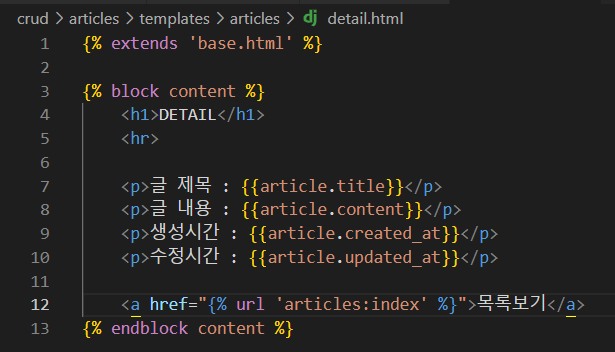 crud > articles > templates > articles > dj detail.html
1 {% extends 'base.html' %}
2
3 {% block content %}
4 <h1>DETAIL</h1>
5 <hr>
6
7 <p>글 제목 : {{article.title}}</p>
8 <p>글 내용 : {{article.content}}</p>
9 <p>생성시간 : {{article.created_at}}</p>
10 <p>수정시간 : {{article.updated_at}}</p>
11
12 <a href="{% url 'articles:index' %}">목록보기</a>
13 {% endblock content %}